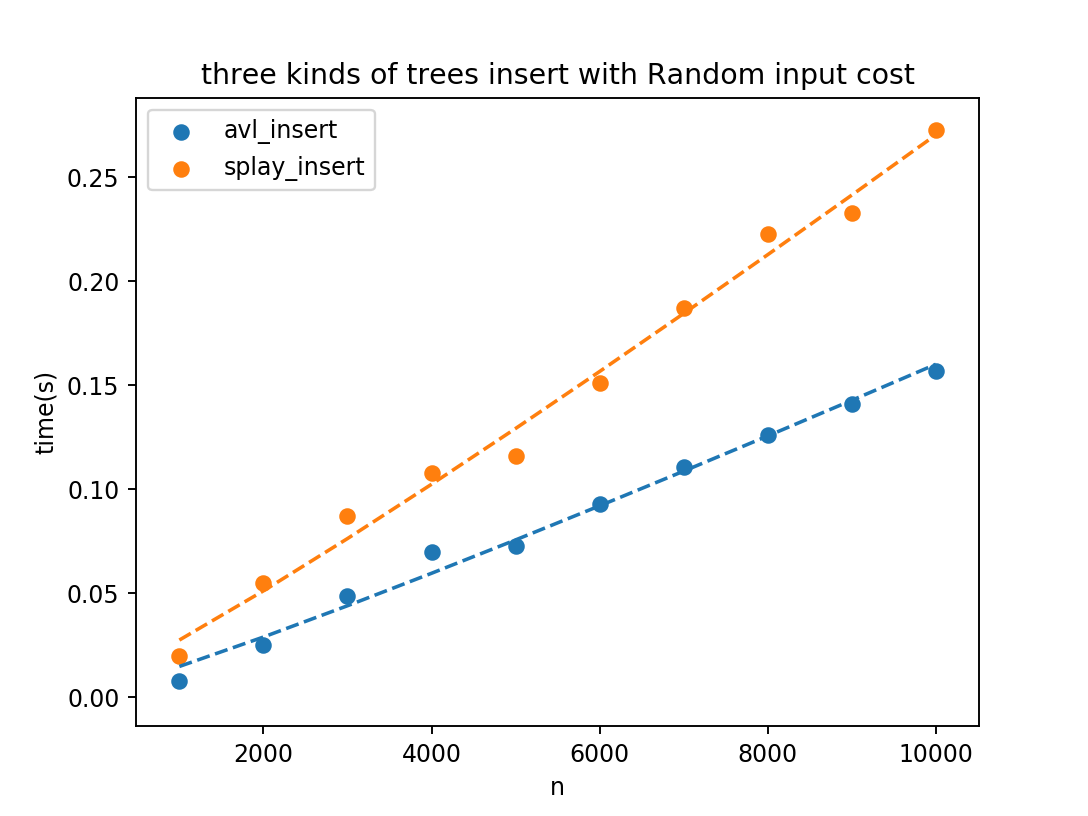 three kinds of trees insert with Random input cost
avl_insert
splay_insert
0.25
0.20
0.15
0.10
0.05
0.00
time(s)
2000 4000 6000 8000 10000
n